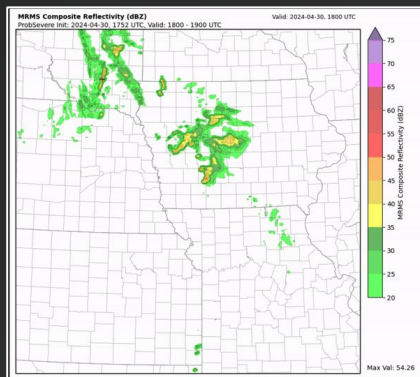 MRMS Composite Reflectivity (dBZ)
Valid: 2024-04-30, 1800 UTC
ProbSevere Init: 2024-04-30, 1752 UTC, Valid: 1800 - 1900 UTC
75
70
65
60
55
50
45
40
35
30
25
20
MRMS Composite Reflectivity (dBZ)
Max Val: 54.26